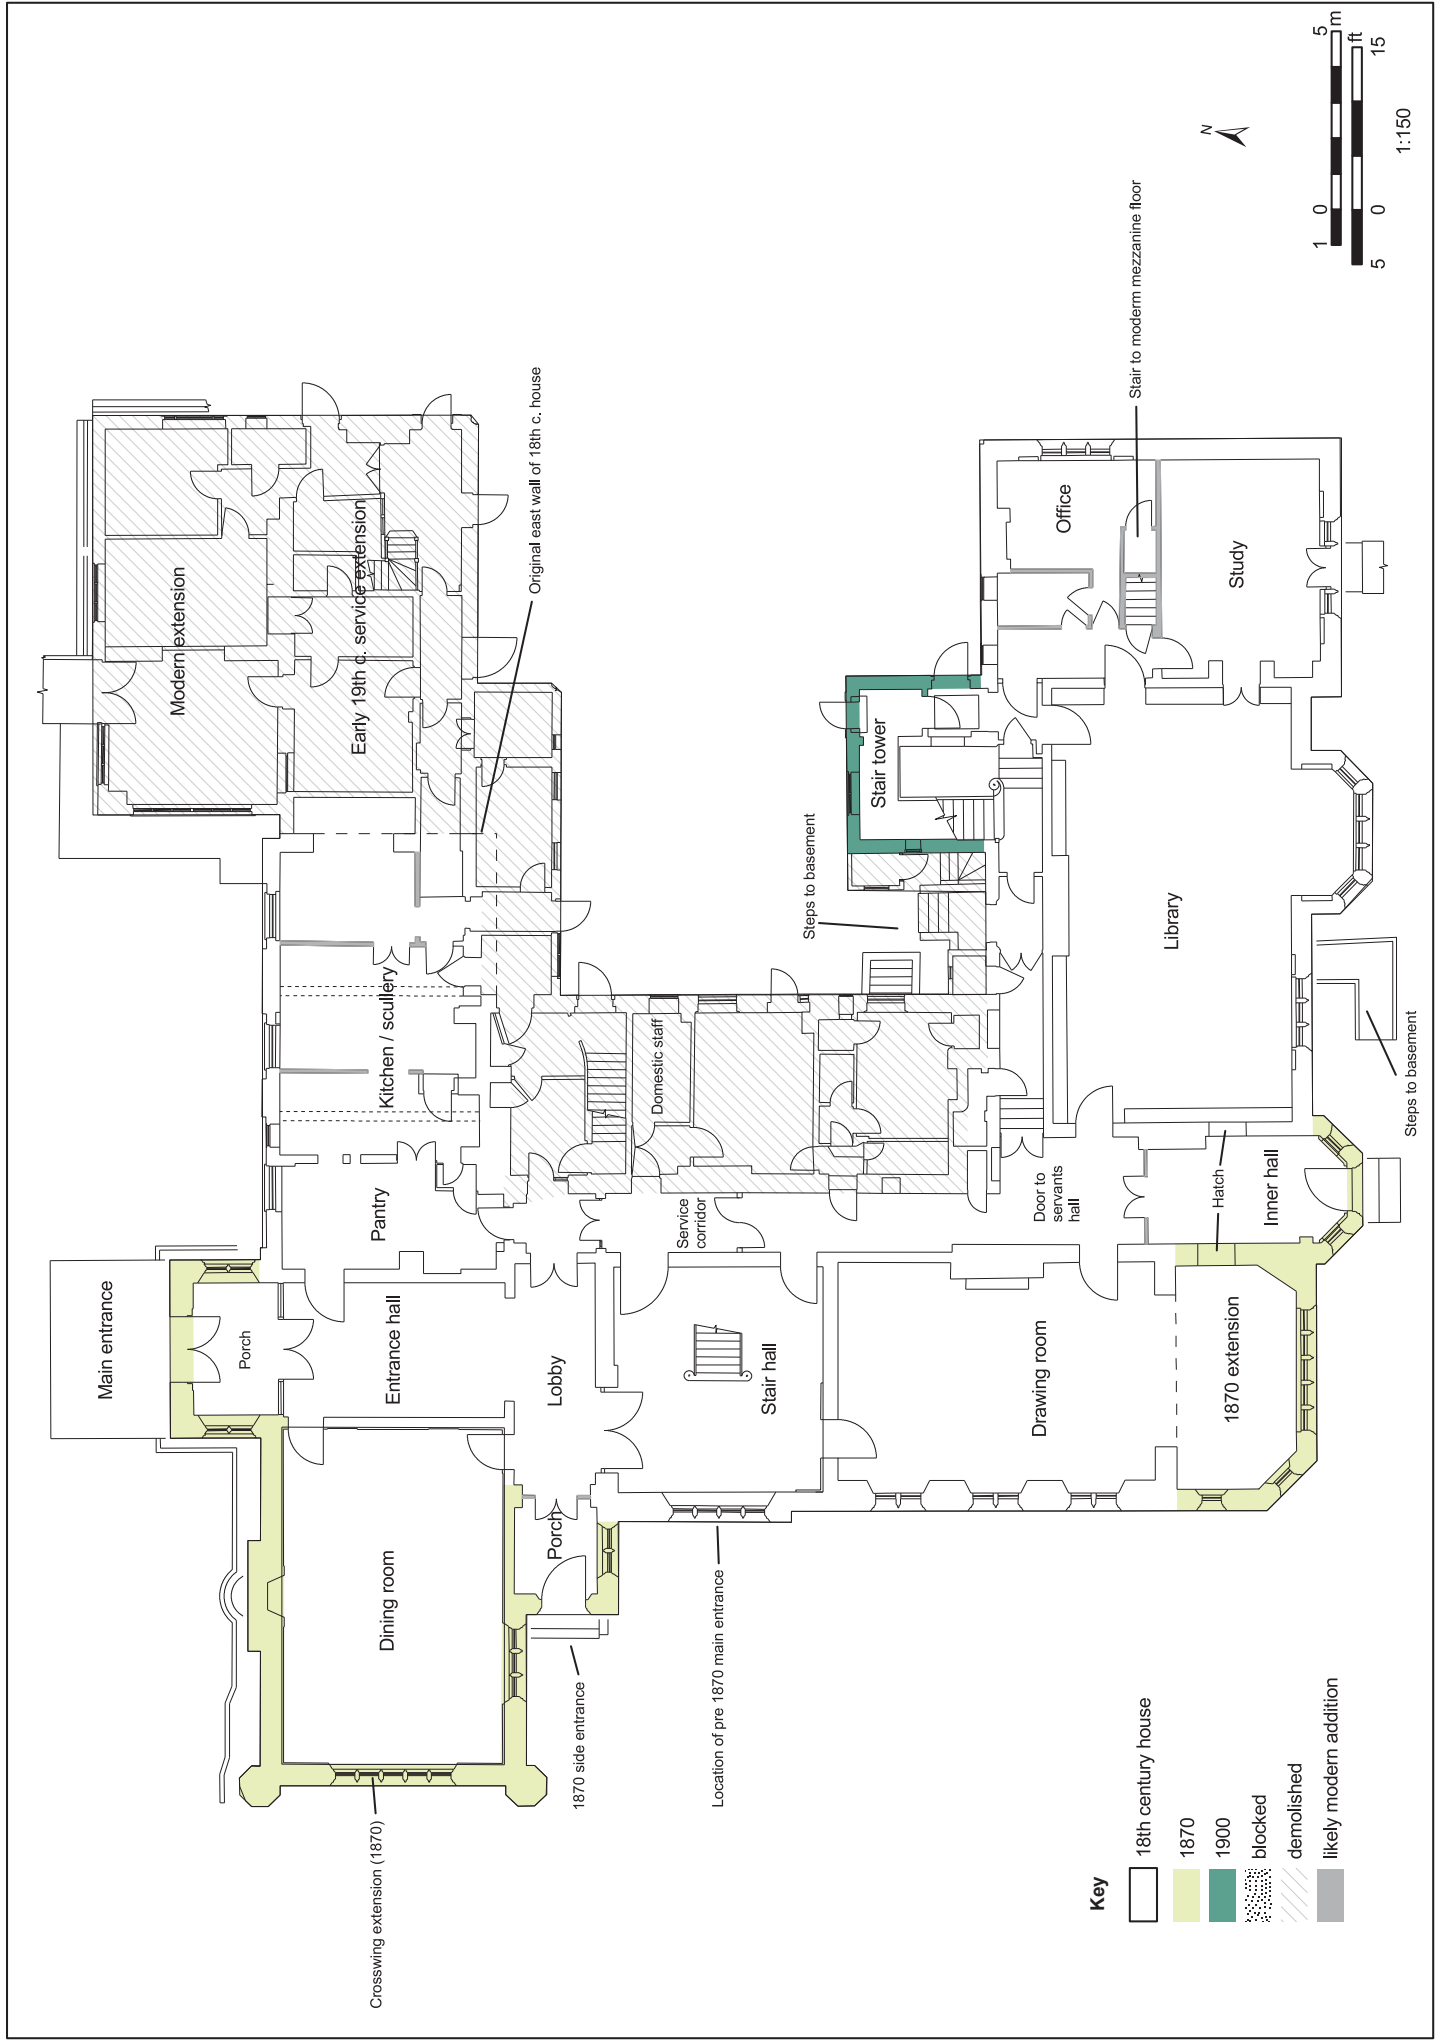 Modern extension
Early 19th c. service extension
Original east wall of 18th c. house
Main entrance
Porch
Entrance hall
Pantry
Kitchen / scullery
Lobby
Dining room
Porch
Crosswing extension (1870)
1870 side entrance
Location of pre 1870 main entrance
Stair hall
Service
corridor
Domestic staff
Steps to basement
Stair tower
Drawing room
1870 extension
Door to
servants
hall
Hatch
Inner hall
Library
Steps to basement
Office
Study
Stair to moderm mezzanine floor
N
1 0 5 m
5 0 15 ft
1:150
Key
18th century house
1870
1900
blocked
demolished
likely modern addition